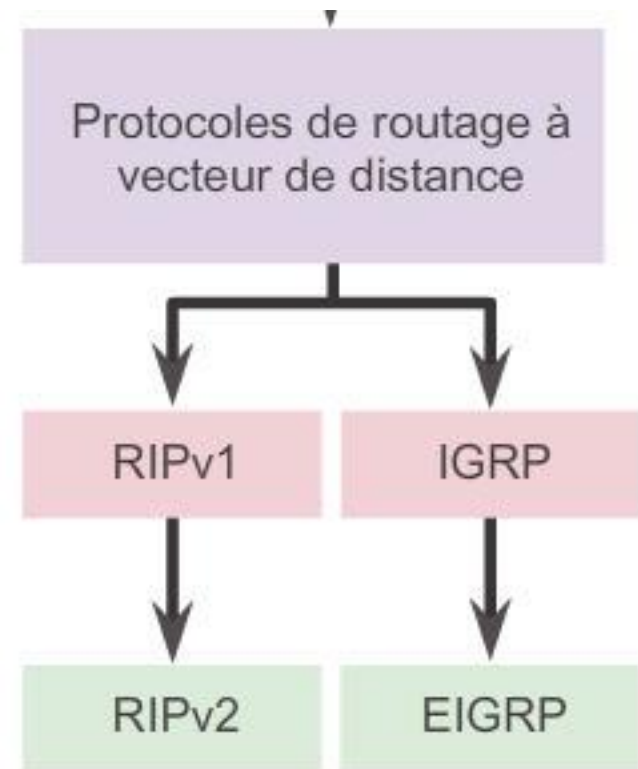 Protocoles de routage à
vecteur de distance
RIPv1
IGRP
RIPv2
EIGRP